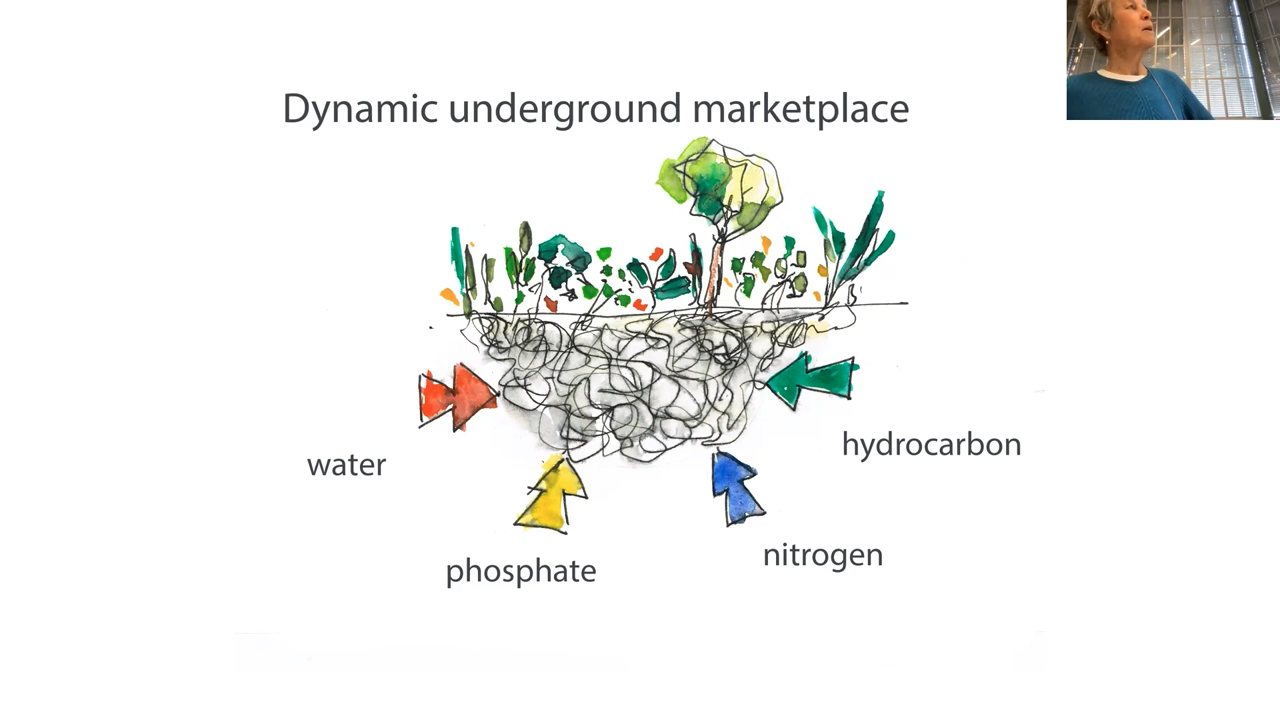 Dynamic underground marketplace
water
hydrocarbon
phosphate
nitrogen